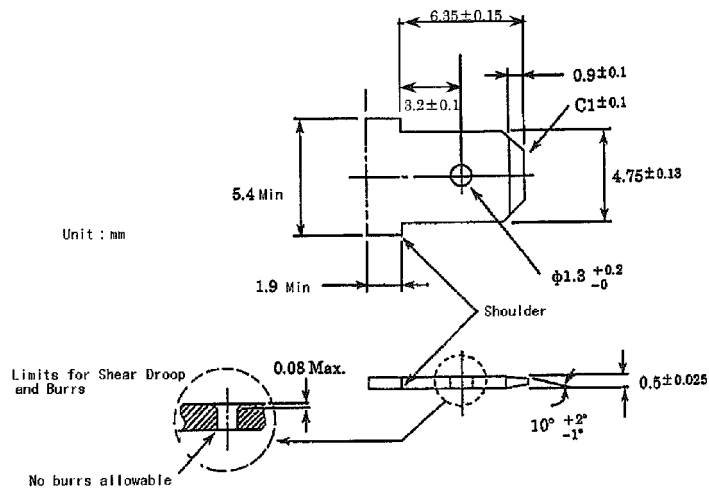 6.35±0.15
0.9±0.1
3.2±0.1
C1±0.1
5.4 Min
4.75±0.13
Unit : mm
1.9 Min
ϕ1.3 +0.2 -0
Shoulder
Limits for Shear Droop
and Burrs
0.08 Max.
0.5±0.025
10° +2° -1°
No burrs allowable